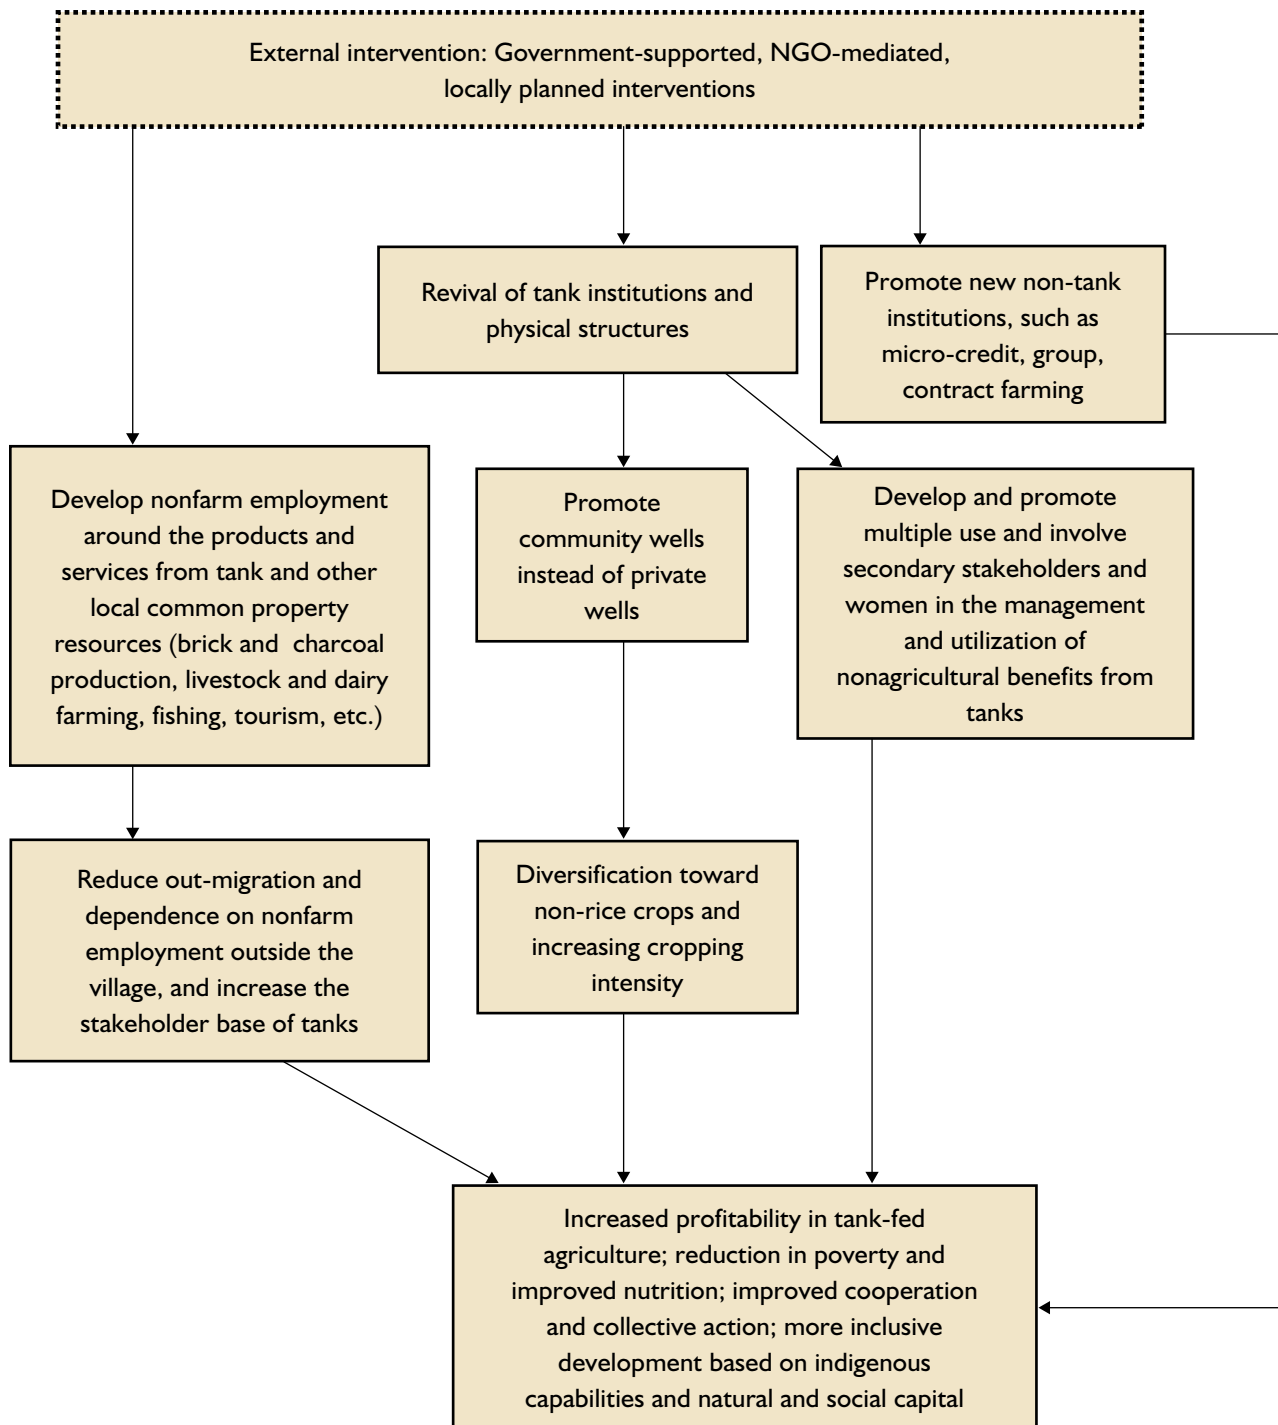 External intervention: Government-supported, NGO-mediated,
locally planned interventions
Revival of tank institutions and
physical structures
Promote new non-tank
institutions, such as
micro-credit, group,
contract farming
Develop nonfarm employment
around the products and
services from tank and other
local common property
resources (brick and  charcoal
production, livestock and dairy
farming, fishing, tourism, etc.)
Promote
community wells
instead of private
wells
Develop and promote
multiple use and involve
secondary stakeholders and
women in the management
and utilization of
nonagricultural benefits from
tanks
Reduce out-migration and
dependence on nonfarm
employment outside the
village, and increase the
stakeholder base of tanks
Diversification toward
non-rice crops and
increasing cropping
intensity
Increased profitability in tank-fed
agriculture; reduction in poverty and
improved nutrition; improved cooperation
and collective action; more inclusive
development based on indigenous
capabilities and natural and social capital